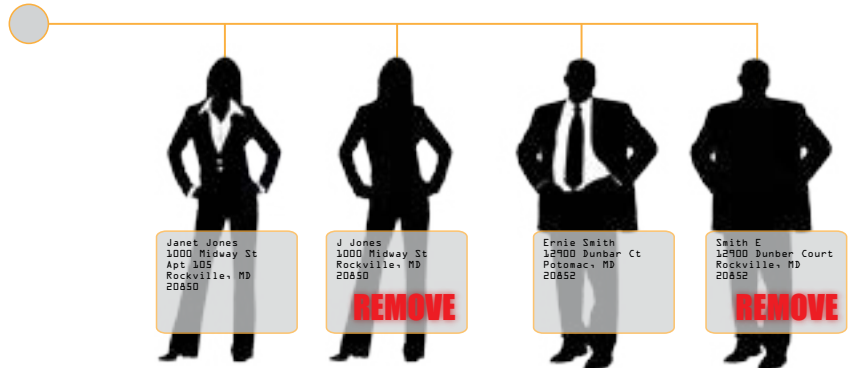 Janet Jones
1000 Midway St
Apt 105
Rockville, MD
20850
J Jones
1000 Midway St
Rockville, MD
20850
REMOVE
Ernie Smith
12900 Dunbar Ct
Potomac, MD
20852
Smith E
12900 Dunber Court
Rockville, MD
20852
REMOVE